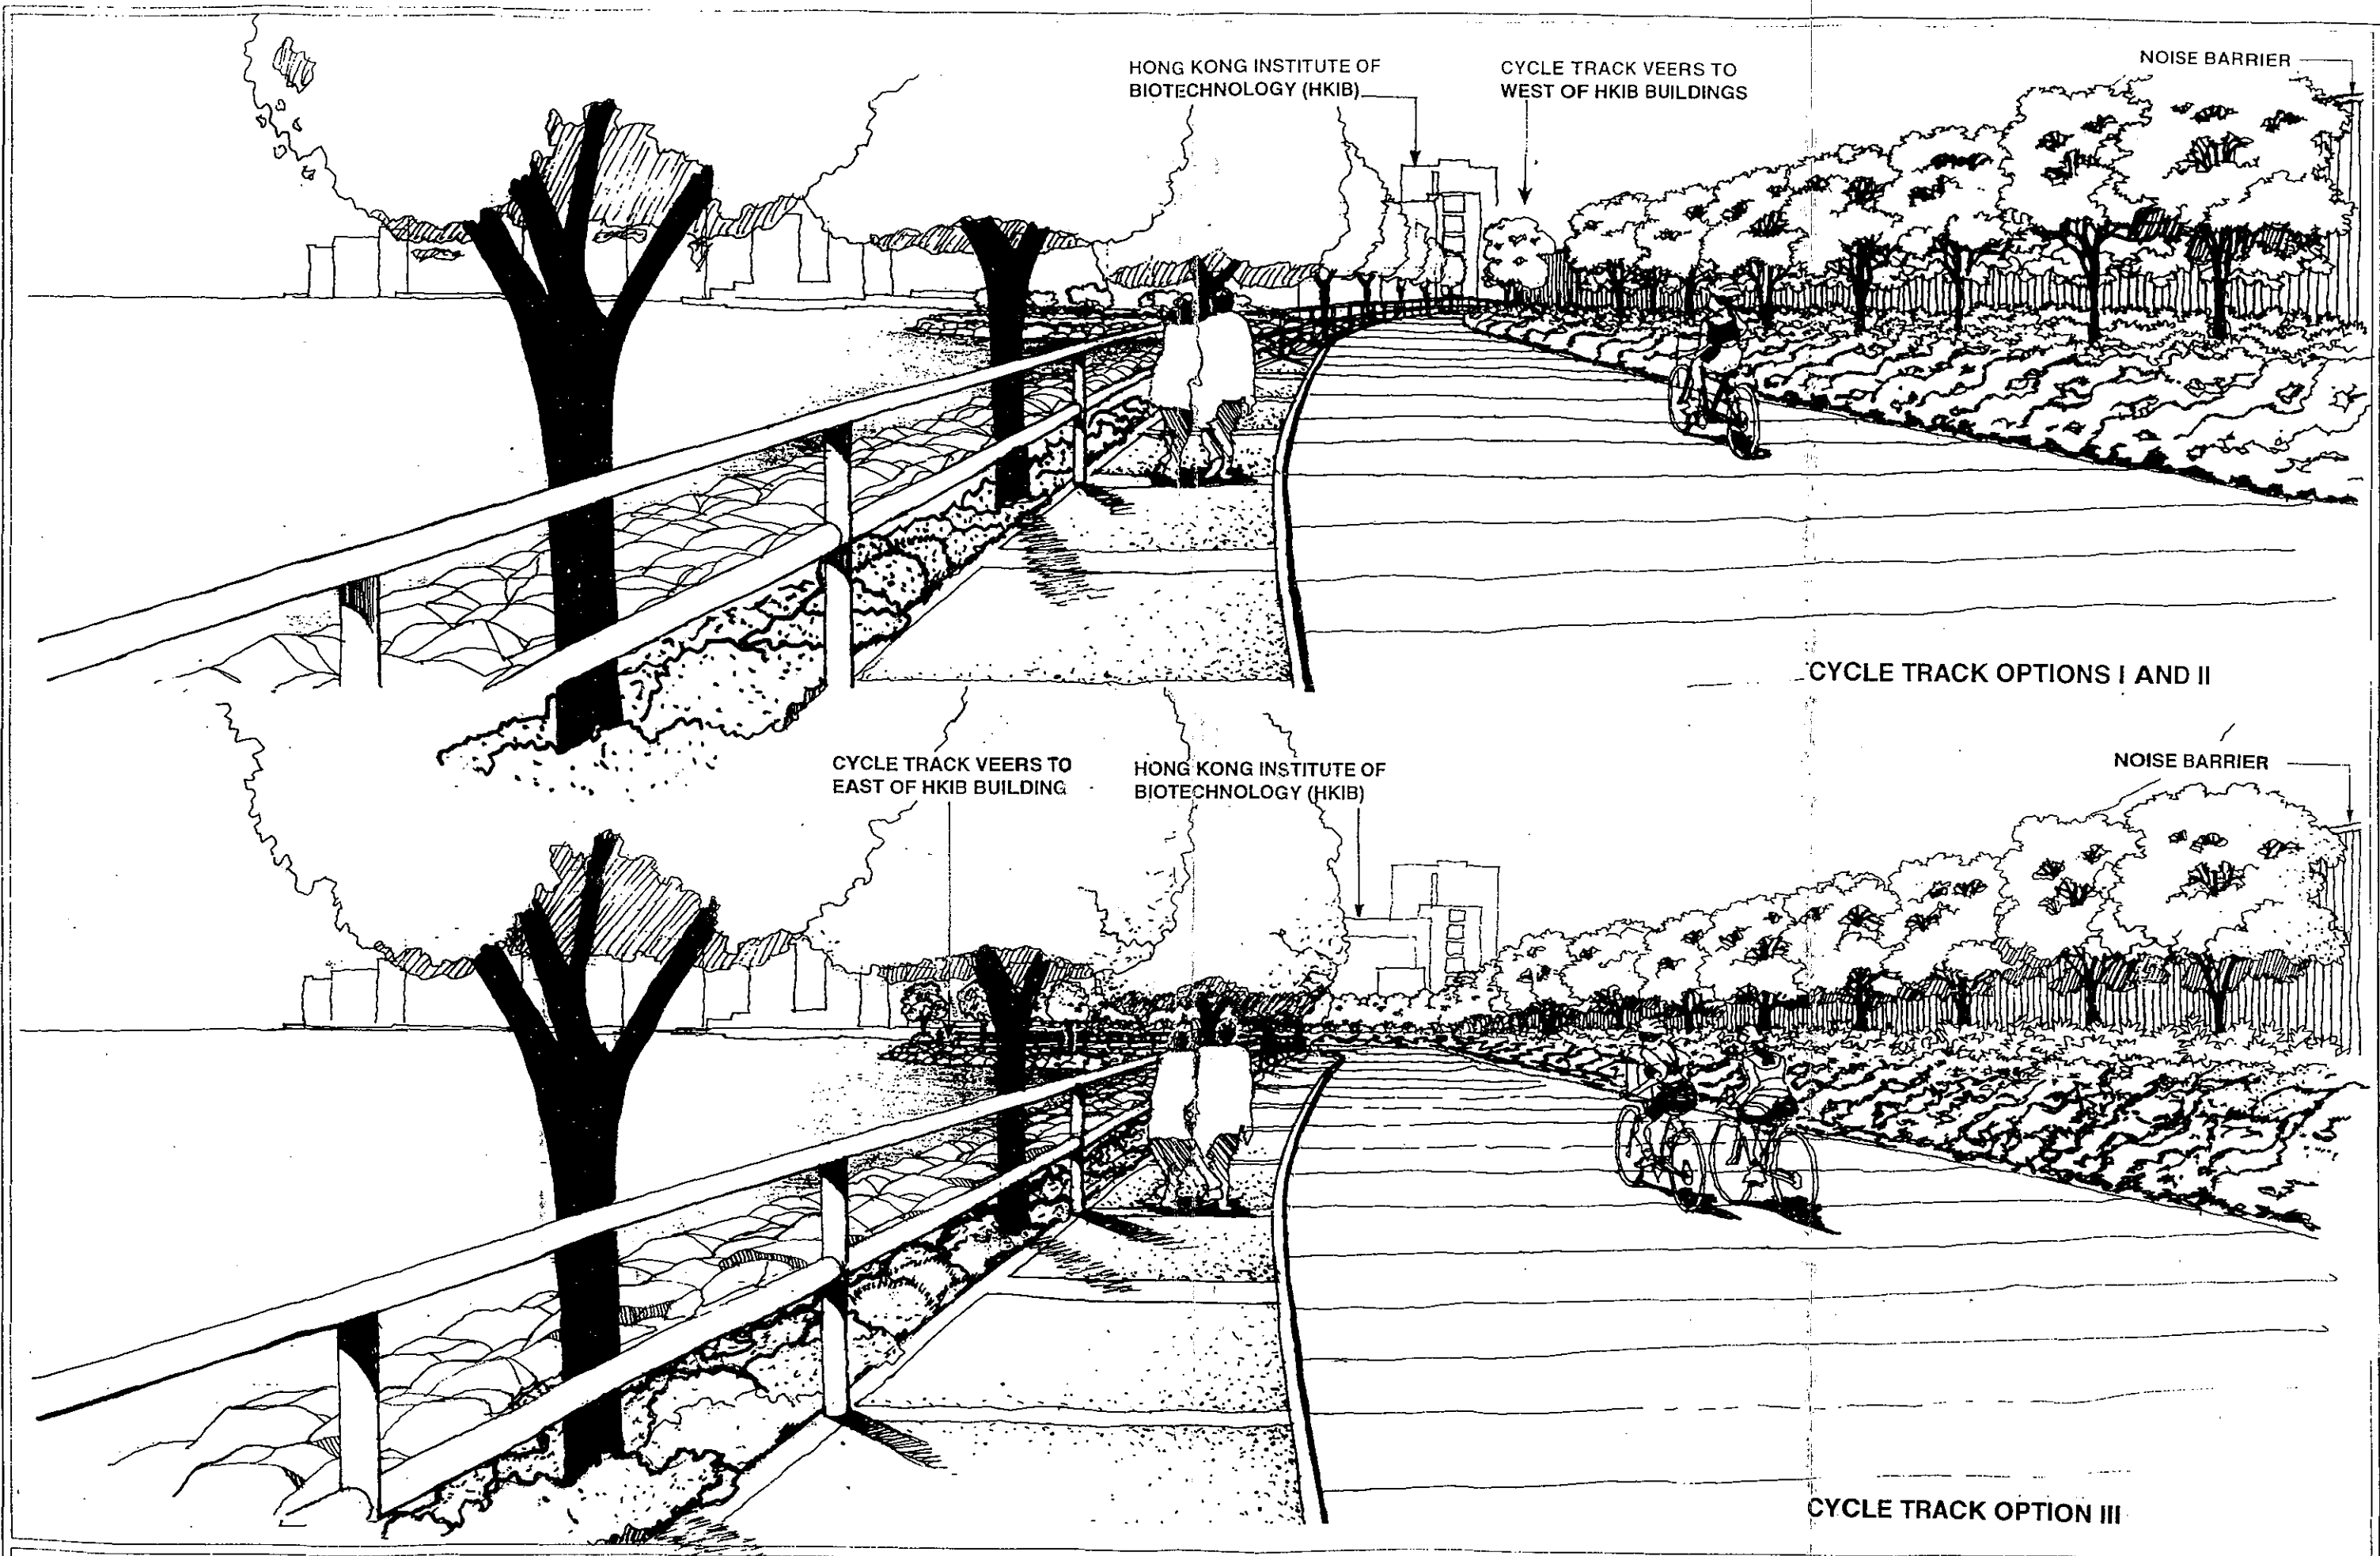 HONG KONG INSTITUTE OF
BIOTECHNOLOGY (HKIB)
CYCLE TRACK VEERS TO
WEST OF HKIB BUILDINGS
NOISE BARRIER
CYCLE TRACK OPTIONS I AND II
CYCLE TRACK VEERS TO
EAST OF HKIB BUILDING
HONG KONG INSTITUTE OF
BIOTECHNOLOGY (HKIB)
NOISE BARRIER
CYCLE TRACK OPTION III